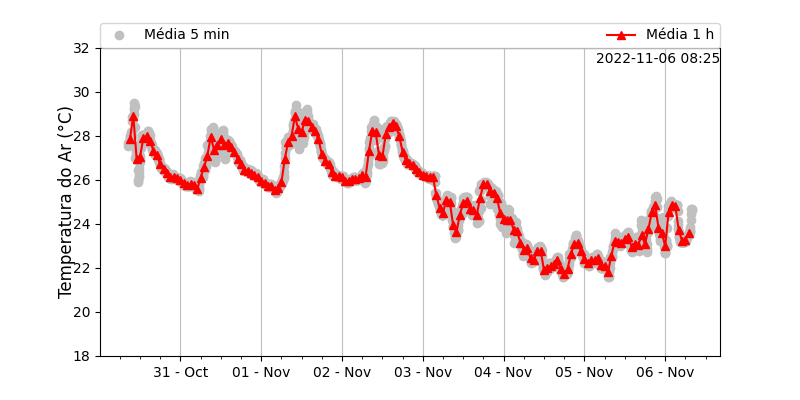 Média 5 min
Média 1 h
2022-11-06 08:25
Temperatura do Ar (°C)
32
30
28
26
24
22
20
18
31 - Oct
01 - Nov
02 - Nov
03 - Nov
04 - Nov
05 - Nov
06 - Nov